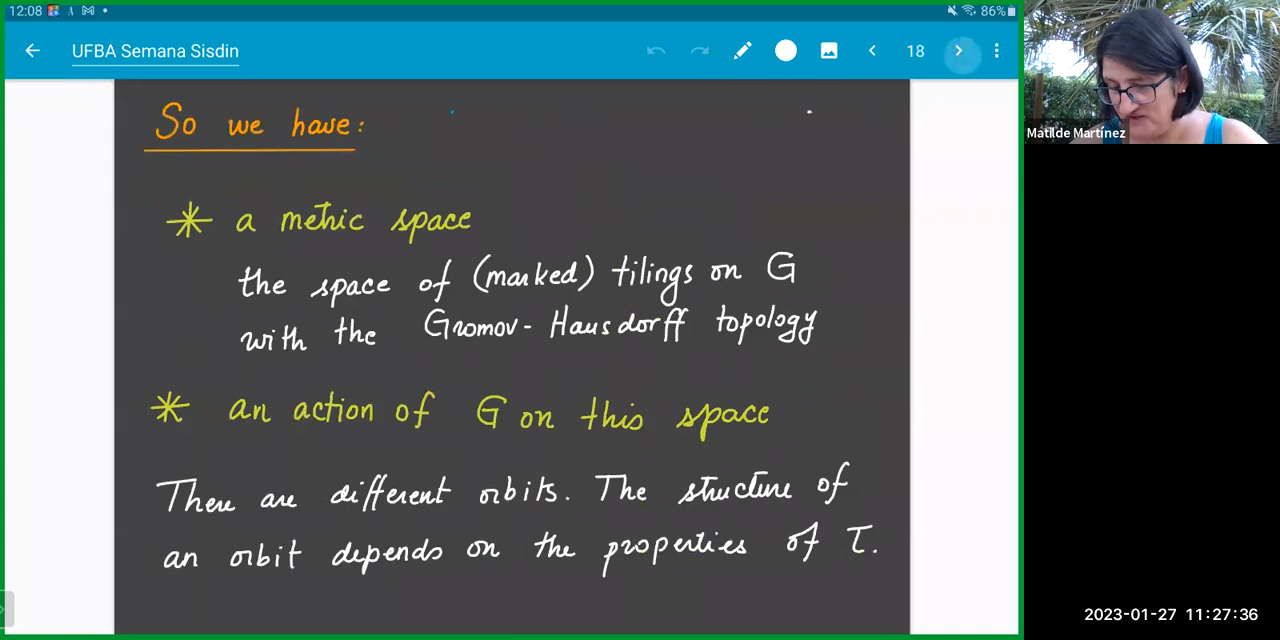 12:08
86%
UFBA Semana Sisdin
18
So we have:
* a metric space
the space of (marked) tilings on G
with the Gromov-Hausdorff topology
* an action of G on this space
There are different orbits. The structure of
an orbit depends on the properties of T.
Matilde Martínez
2023-01-27 11:27:36